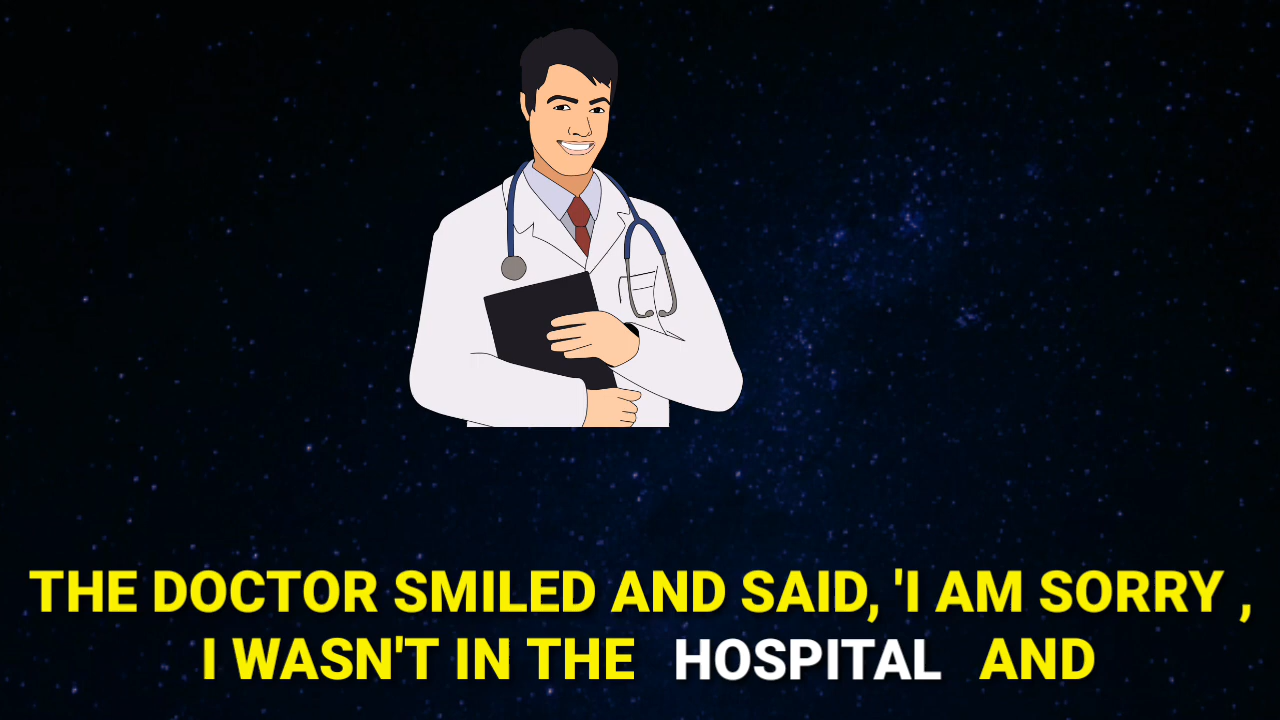 THE DOCTOR SMILED AND SAID, 'I AM SORRY ,
I WASN'T IN THE HOSPITAL AND